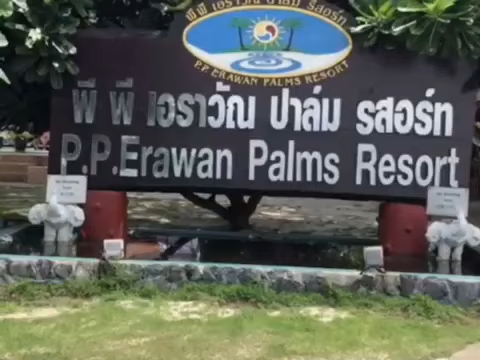 พี พี เอราวัณ ปาล์ม รีสอร์ท
P.P. ERAWAN PALMS RESORT
พี พี เอราวัณ ปาล์ม รสอร์ท
P.P.Erawan Palms Resort